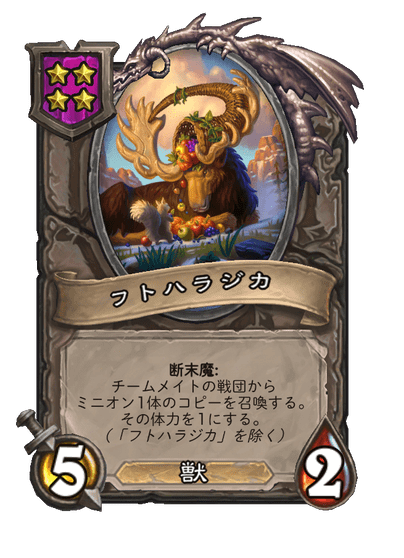 フトハラジカ
断末魔:
チームメイトの戦団から
ミニオン1体のコピーを召喚する。
その体力を1にする。
(「フトハラジカ」を除く)
5
獣
2